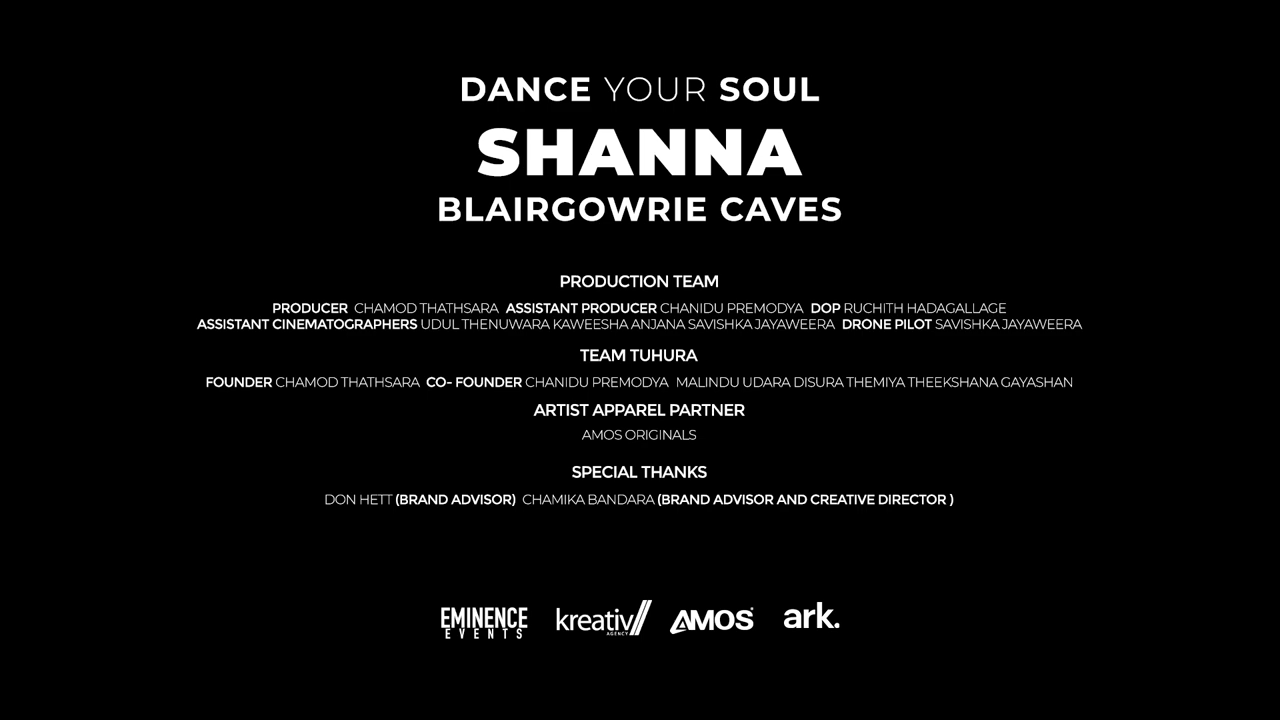 DANCE YOUR SOUL
SHANNA
BLAIRGOWRIE CAVES
PRODUCTION TEAM
PRODUCER CHAMOD THATHSARA ASSISTANT PRODUCER CHANIDU PREMODYA DOP RUCHITH HADAGALLAGE
ASSISTANT CINEMATOGRAPHERS UDUL THENUWARA KAWEESHA ANJANA SAVISHKA JAYAWEERA DRONE PILOT SAVISHKA JAYAWEERA
TEAM TUHURA
FOUNDER CHAMOD THATHSARA CO- FOUNDER CHANIDU PREMODYA MALINDU UDARA DISURA THEMIYA THEEKSHANA GAYASHAN
ARTIST APPAREL PARTNER
AMOS ORIGINALS
SPECIAL THANKS
DON HETT (BRAND ADVISOR) CHAMIKA BANDARA (BRAND ADVISOR AND CREATIVE DIRECTOR )
EMINENCE EVENTS kreativ AGENCY AMOS ark.